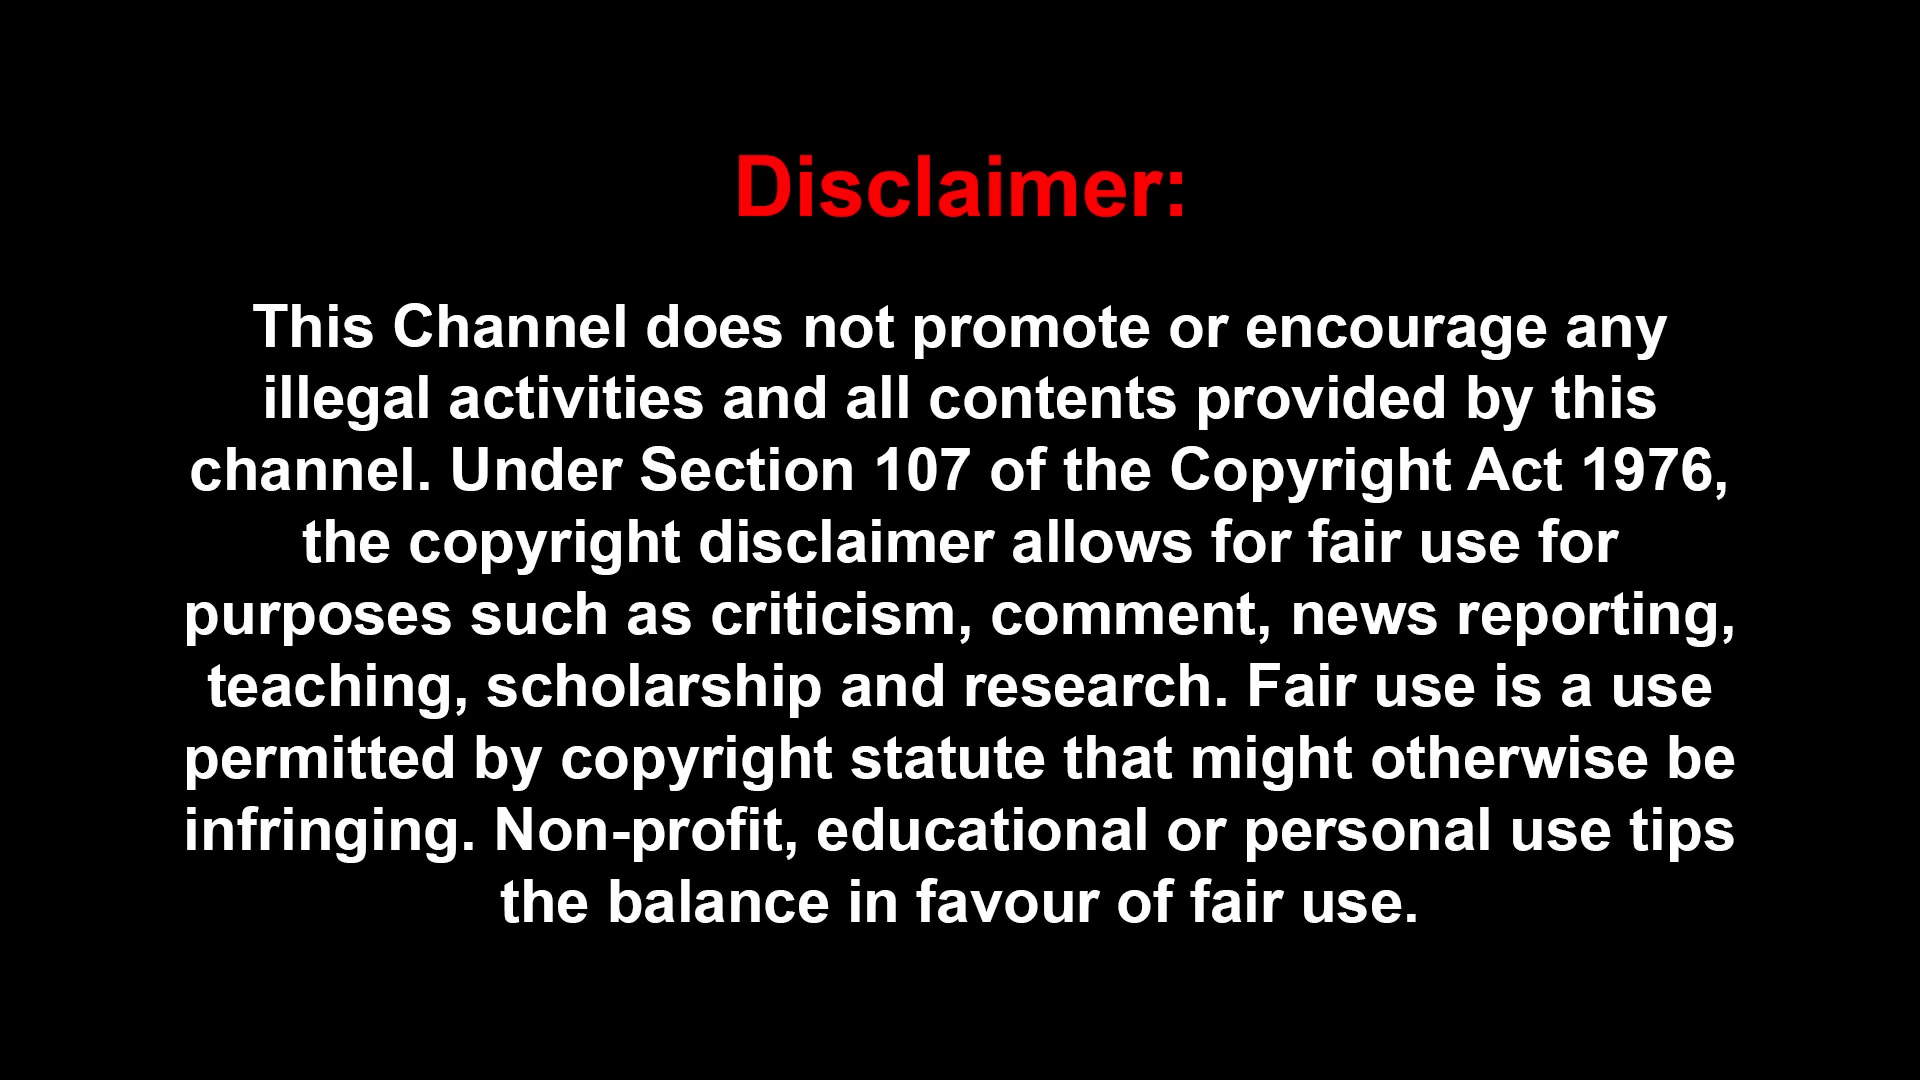 Disclaimer:
This Channel does not promote or encourage any
illegal activities and all contents provided by this
channel. Under Section 107 of the Copyright Act 1976,
the copyright disclaimer allows for fair use for
purposes such as criticism, comment, news reporting,
teaching, scholarship and research. Fair use is a use
permitted by copyright statute that might otherwise be
infringing. Non-profit, educational or personal use tips
the balance in favour of fair use.